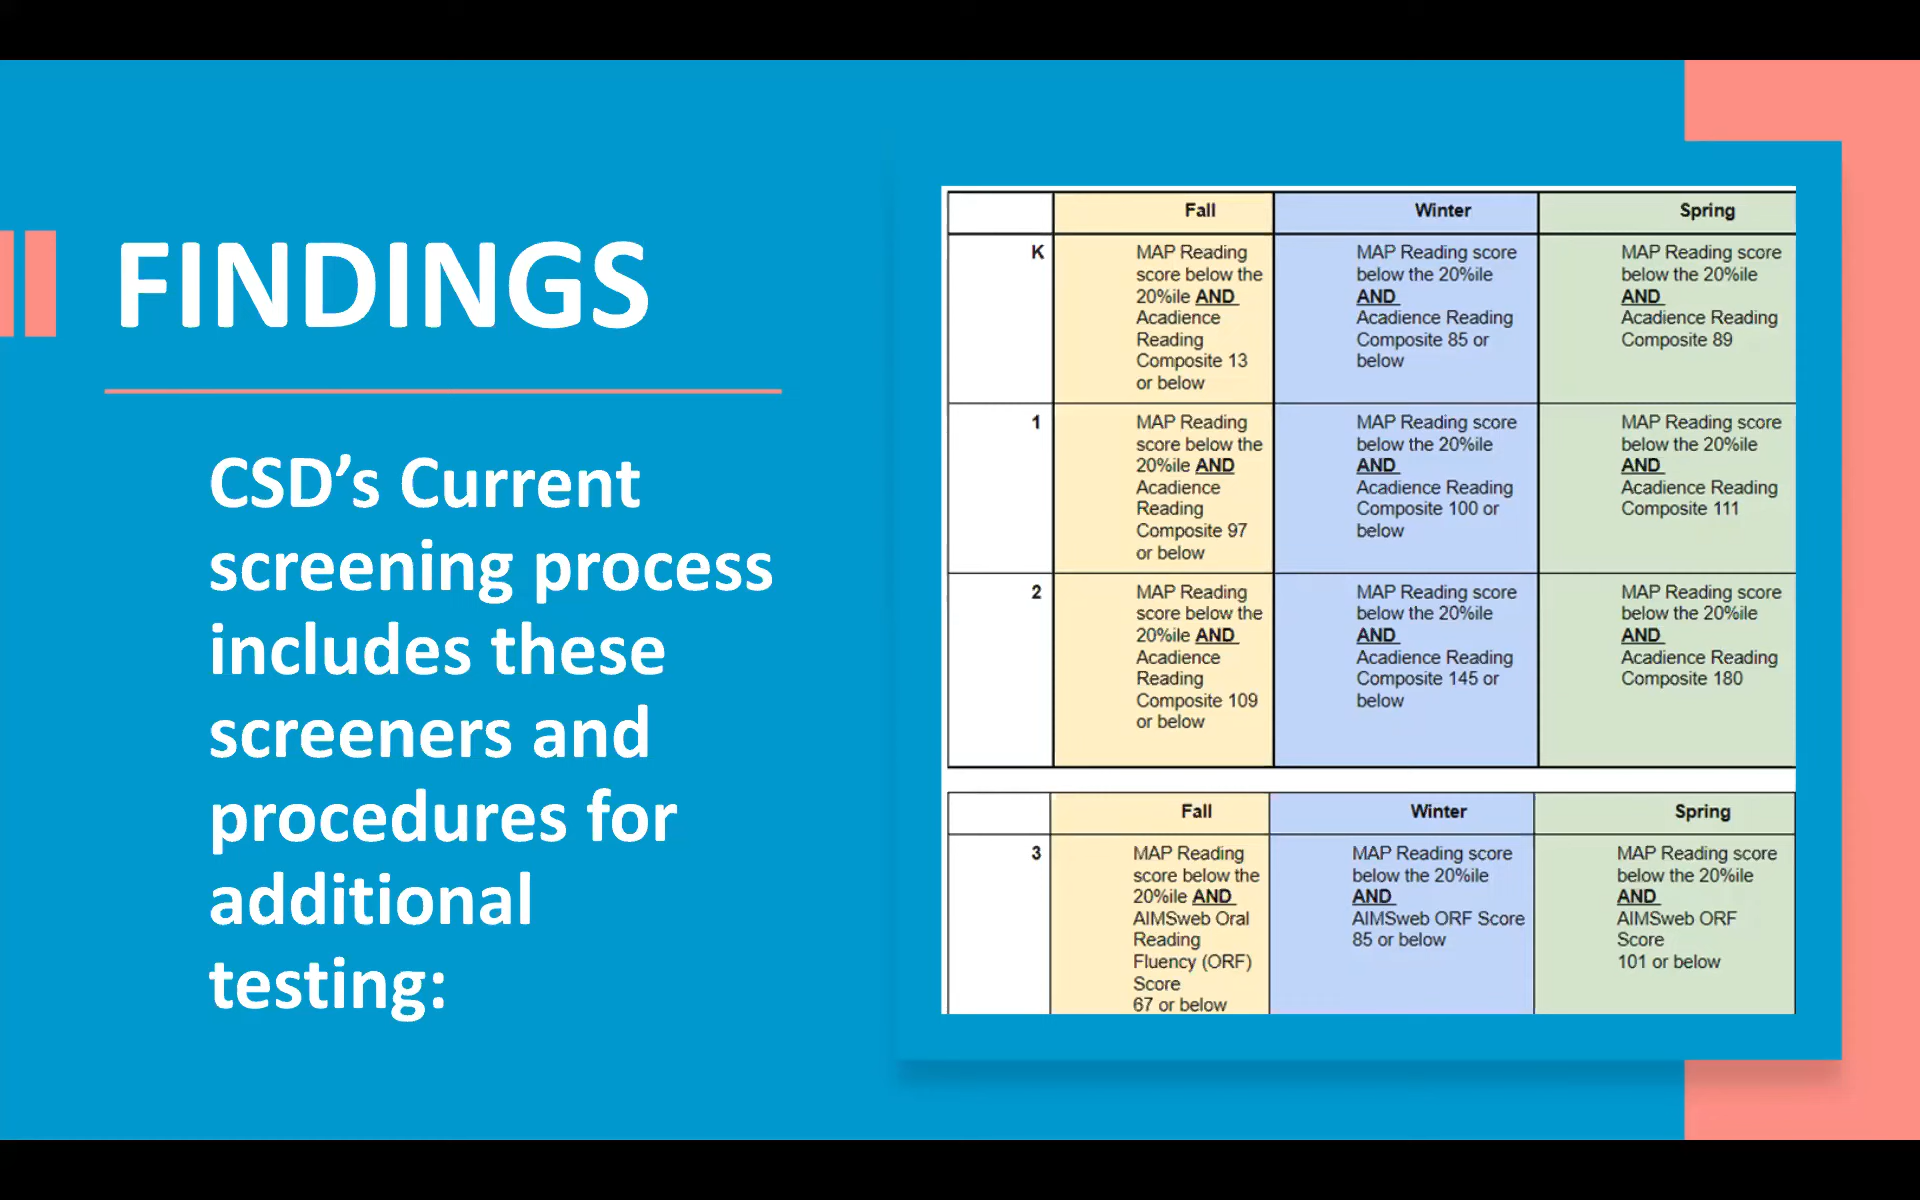 FINDINGS
CSD’s Current
screening process
includes these
screeners and
procedures for
additional
testing:
Fall
Winter
Spring
K
MAP Reading
score below the
20%ile AND
Acadience
Reading
Composite 13
or below
MAP Reading score
below the 20%ile
AND
Acadience Reading
Composite 85 or
below
MAP Reading score
below the 20%ile
AND
Acadience Reading
Composite 89
1
MAP Reading
score below the
20%ile AND
Acadience
Reading
Composite 97
or below
MAP Reading score
below the 20%ile
AND
Acadience Reading
Composite 100 or
below
MAP Reading score
below the 20%ile
AND
Acadience Reading
Composite 111
2
MAP Reading
score below the
20%ile AND
Acadience
Reading
Composite 109
or below
MAP Reading score
below the 20%ile
AND
Acadience Reading
Composite 145 or
below
MAP Reading score
below the 20%ile
AND
Acadience Reading
Composite 180
Fall
Winter
Spring
3
MAP Reading
score below the
20%ile AND
AIMSweb Oral
Reading
Fluency (ORF)
Score
67 or below
MAP Reading score
below the 20%ile
AND
AIMSweb ORF Score
85 or below
MAP Reading score
below the 20%ile
AND
AIMSweb ORF
Score
101 or below